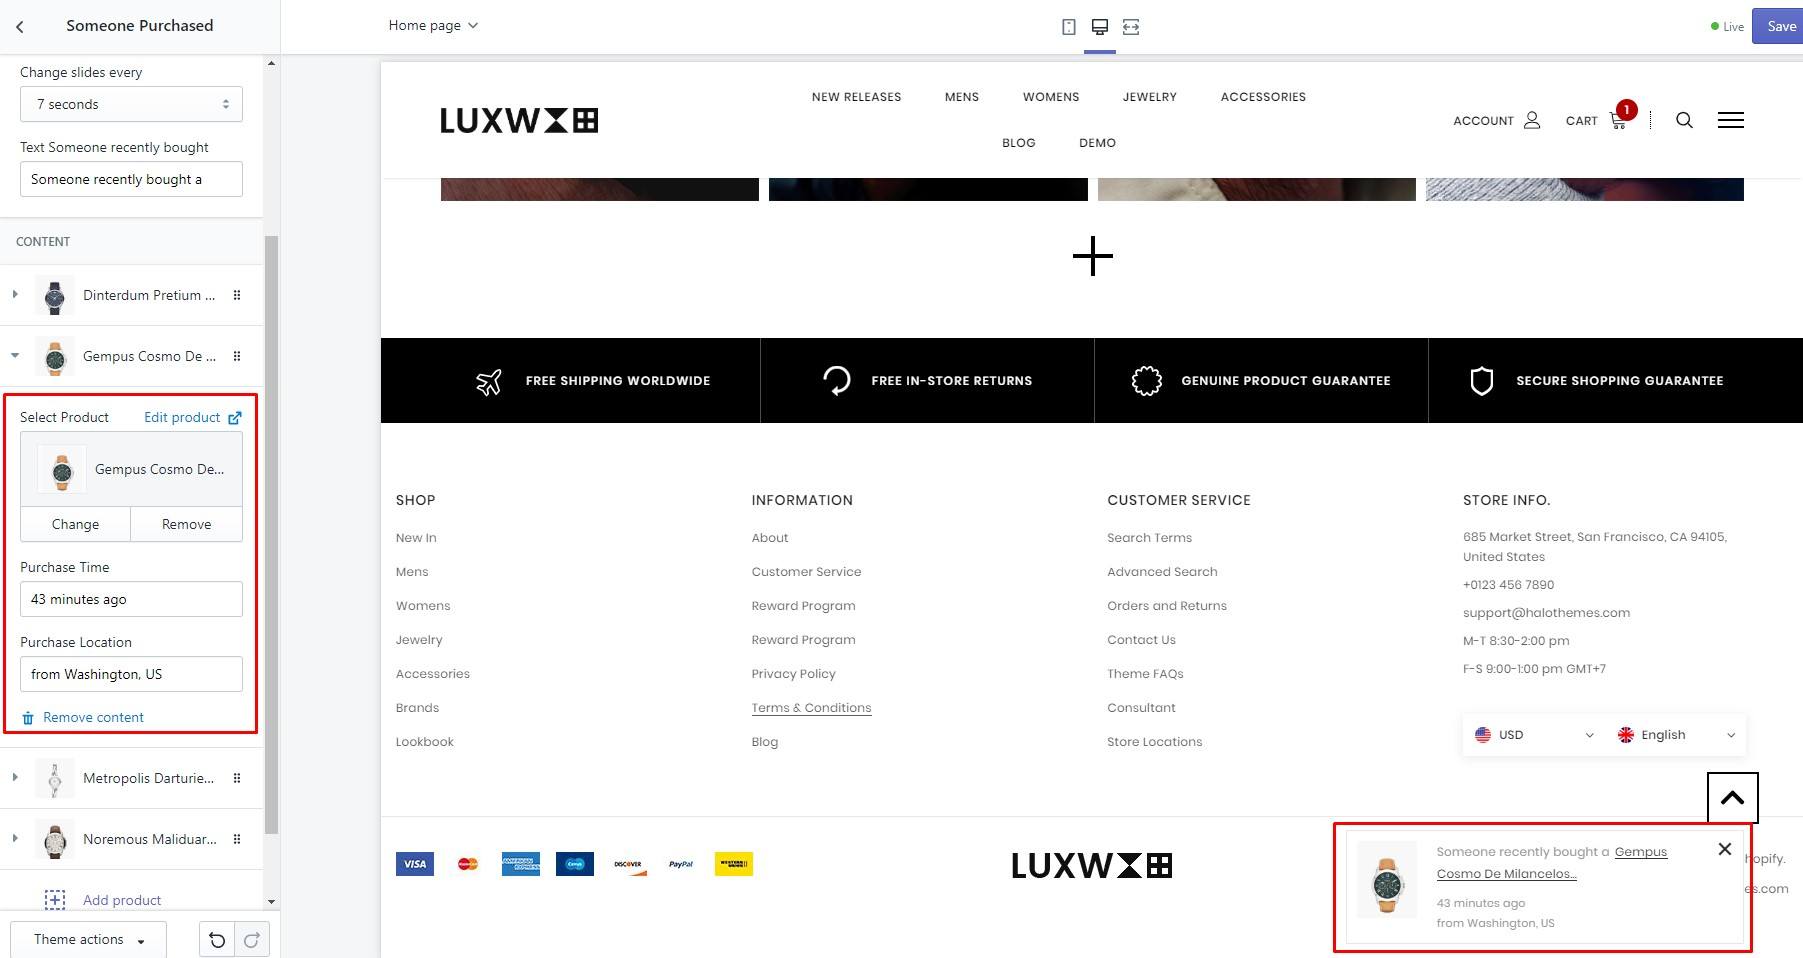 Someone Purchased
Home page
Live
Save
Change slides every
7 seconds
Text Someone recently bought
Someone recently bought a
CONTENT
Dinterdum Pretium ...
Gempus Cosmo De ...
Select Product
Edit product
Gempus Cosmo De...
Change
Remove
Purchase Time
43 minutes ago
Purchase Location
from Washington, US
Remove content
Metropolis Darturie...
Noremous Maliduar...
Add product
Theme actions
LUXW
NEW RELEASES
MENS
WOMENS
JEWELRY
ACCESSORIES
BLOG
DEMO
ACCOUNT
CART
1
FREE SHIPPING WORLDWIDE
FREE IN-STORE RETURNS
GENUINE PRODUCT GUARANTEE
SECURE SHOPPING GUARANTEE
SHOP
New In
Mens
Womens
Jewelry
Accessories
Brands
Lookbook
INFORMATION
About
Customer Service
Reward Program
Reward Program
Privacy Policy
Terms & Conditions
Blog
CUSTOMER SERVICE
Search Terms
Advanced Search
Orders and Returns
Contact Us
Theme FAQs
Consultant
Store Locations
STORE INFO.
685 Market Street, San Francisco, CA 94105,
United States
+0123 456 7890
support@halothemes.com
M-T 8:30-2:00 pm
F-S 9:00-1:00 pm GMT+7
USD
English
VISA
AMERICAN EXPRESS
DISCOVER
PayPal
WESTERN UNION
LUXW
Someone recently bought a Gempus
Cosmo De Milancelos...
43 minutes ago
from Washington, US
hopify.
es.com